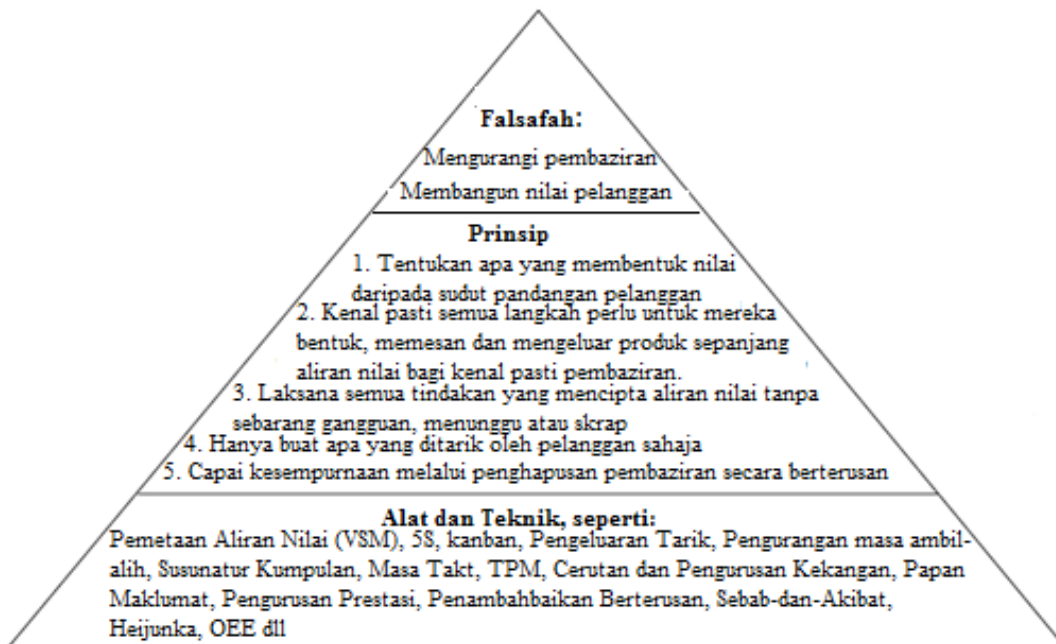 Falsafah:
Mengurangi pembaziran
Membangun nilai pelanggan
Prinsip
1. Tentukan apa yang membentuk nilai
daripada sudut pandangan pelanggan
2. Kenal pasti semua langkah perlu untuk mereka
bentuk, memesan dan mengeluar produk sepanjang
aliran nilai bagi kenal pasti pembaziran.
3. Laksana semua tindakan yang mencipta aliran nilai tanpa
sebarang gangguan, menunggu atau skrap
4. Hanya buat apa yang ditarik oleh pelanggan sahaja
5. Capai kesempurnaan melalui penghapusan pembaziran secara berterusan
Alat dan Teknik, seperti:
Pemetaan Aliran Nilai (VSM), 5S, kanban, Pengeluaran Tarik, Pengurangan masa ambil-
alih, Susunatur Kumpulan, Masa Takt, TPM, Cerutan dan Pengurusan Kekangan, Papan
Maklumat, Pengurusan Prestasi, Penambahbaikan Berterusan, Sebab-dan-Akibat,
Heijunka, OEE dll